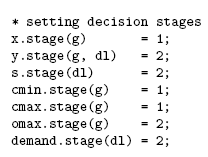 * setting decision stages
x.stage(g)         = 1;
y.stage(g, dl)     = 2;
s.stage(dl)        = 2;
cmin.stage(g)      = 1;
cmax.stage(g)      = 1;
omax.stage(g)      = 2;
demand.stage(dl) = 2;